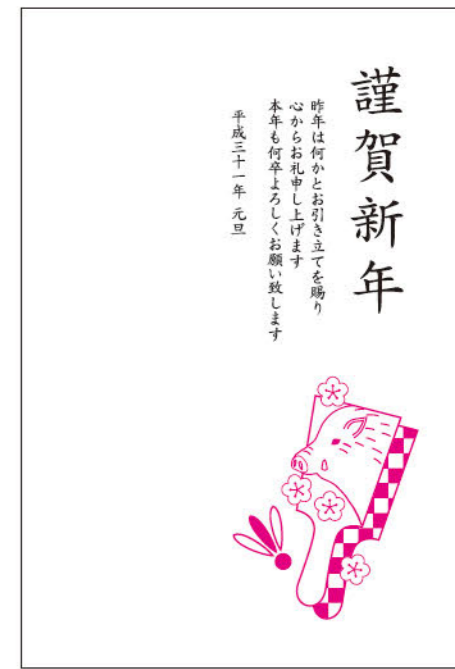 謹賀新年
昨年は何かとお引き立てを賜り
心からお礼申し上げます
本年も何卒よろしくお願い致します
平成三十一年 元旦